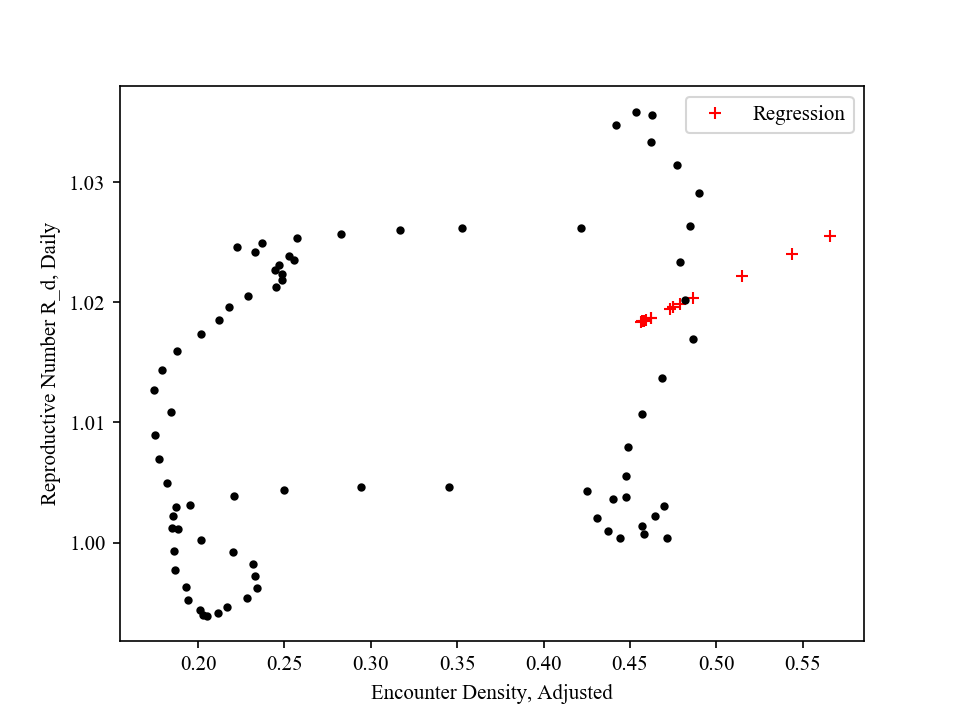 Regression
1.03
1.02
1.01
1.00
Reproductive Number R_d, Daily
0.20 0.25 0.30 0.35 0.40 0.45 0.50 0.55
Encounter Density, Adjusted